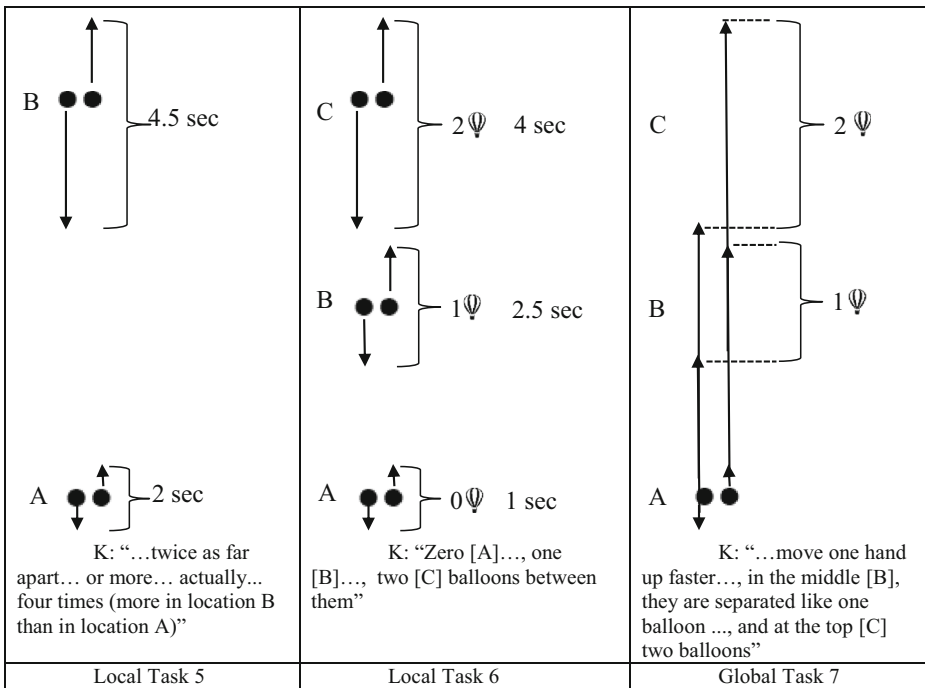 B
4.5 sec
A
2 sec
K: “…twice as far
apart… or more… actually...
four times (more in location B
than in location A)”
Local Task 5
C
2 4 sec
B
1 2.5 sec
A
0 1 sec
K: “Zero [A]…, one
[B]…, two [C] balloons between
them”
Local Task 6
C
2
B
1
A
K: “…move one hand
up faster…, in the middle [B],
they are separated like one
balloon ..., and at the top [C]
two balloons”
Global Task 7